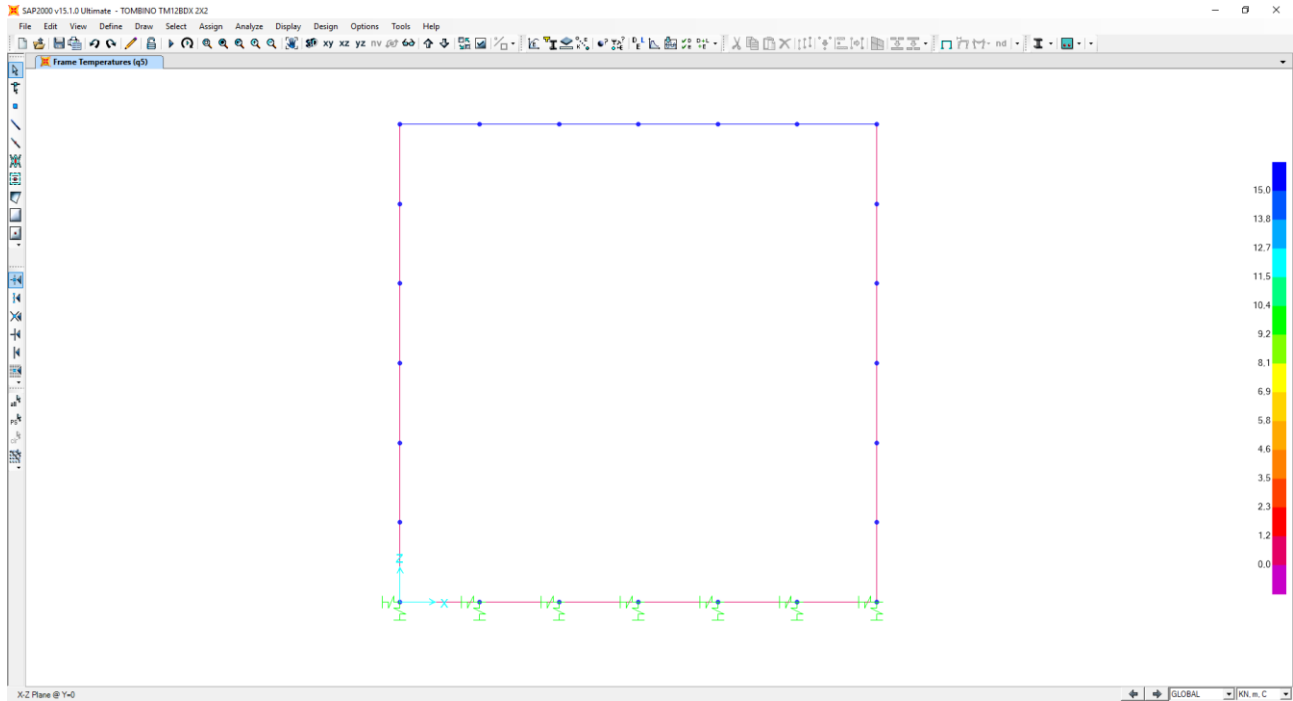 SAP2000 v15.1.0 Ultimate - TOMBINO TM12BDX 2X2
File Edit View Define Draw Select Assign Analyze Display Design Options Tools Help
xy xz yz nv nd
Frame Temperatures (q5)
15.0
13.8
12.7
11.5
10.4
9.2
8.1
6.9
5.8
4.6
3.5
2.3
1.2
0.0
Z
X
X-Z Plane @ Y=0
GLOBAL
KN, m, C